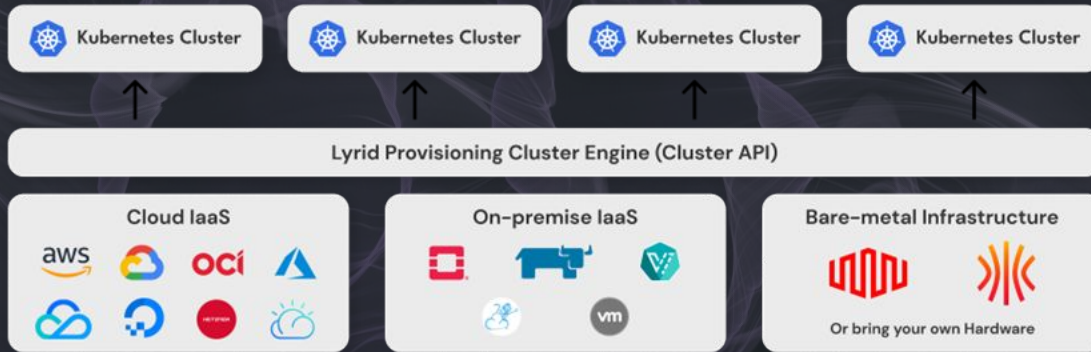 Kubernetes Cluster
Kubernetes Cluster
Kubernetes Cluster
Kubernetes Cluster
Lyrid Provisioning Cluster Engine (Cluster API)
Cloud IaaS
aws
OCI
HETZNER
On-premise IaaS
vm
Bare-metal Infrastructure
Or bring your own Hardware